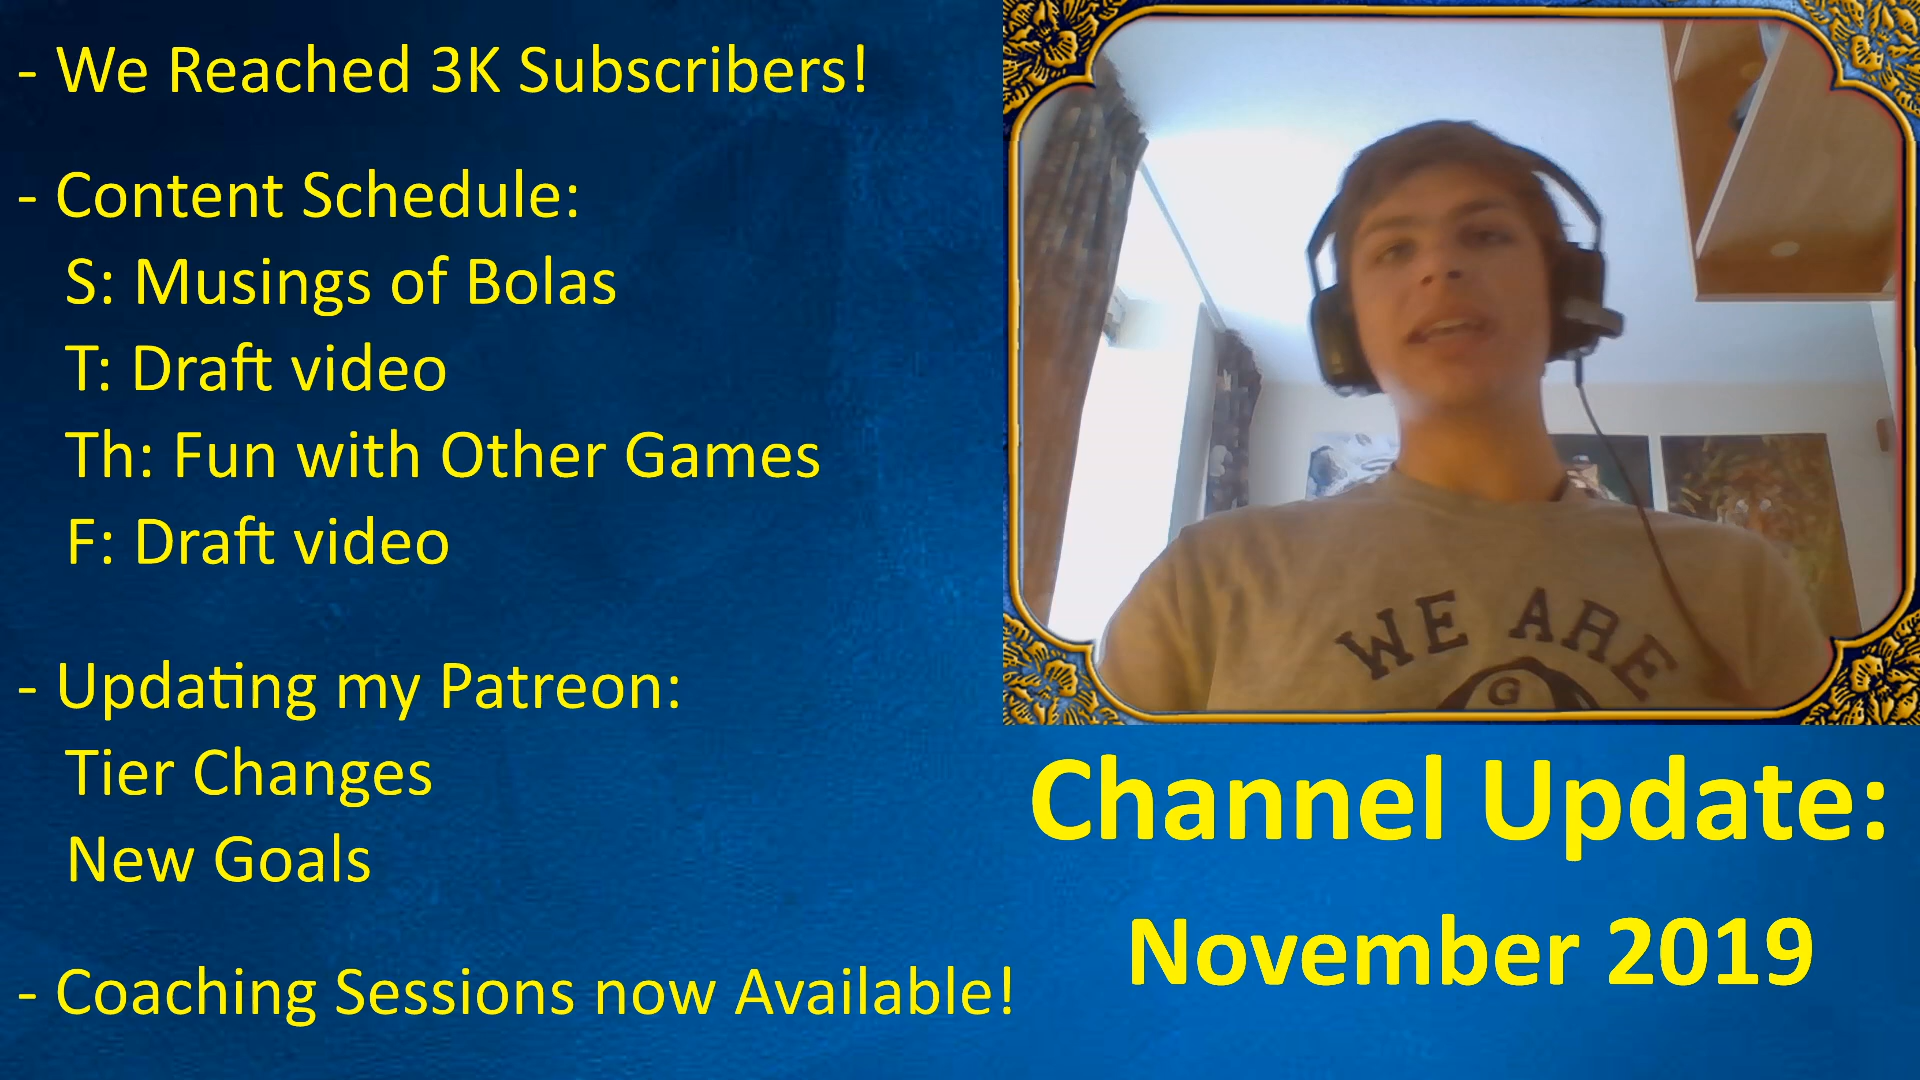 - We Reached 3K Subscribers!
- Content Schedule:
S: Musings of Bolas
T: Draft video
Th: Fun with Other Games
F: Draft video
- Updating my Patreon:
Tier Changes
New Goals
- Coaching Sessions now Available!
WE ARE
G
Channel Update:
November 2019